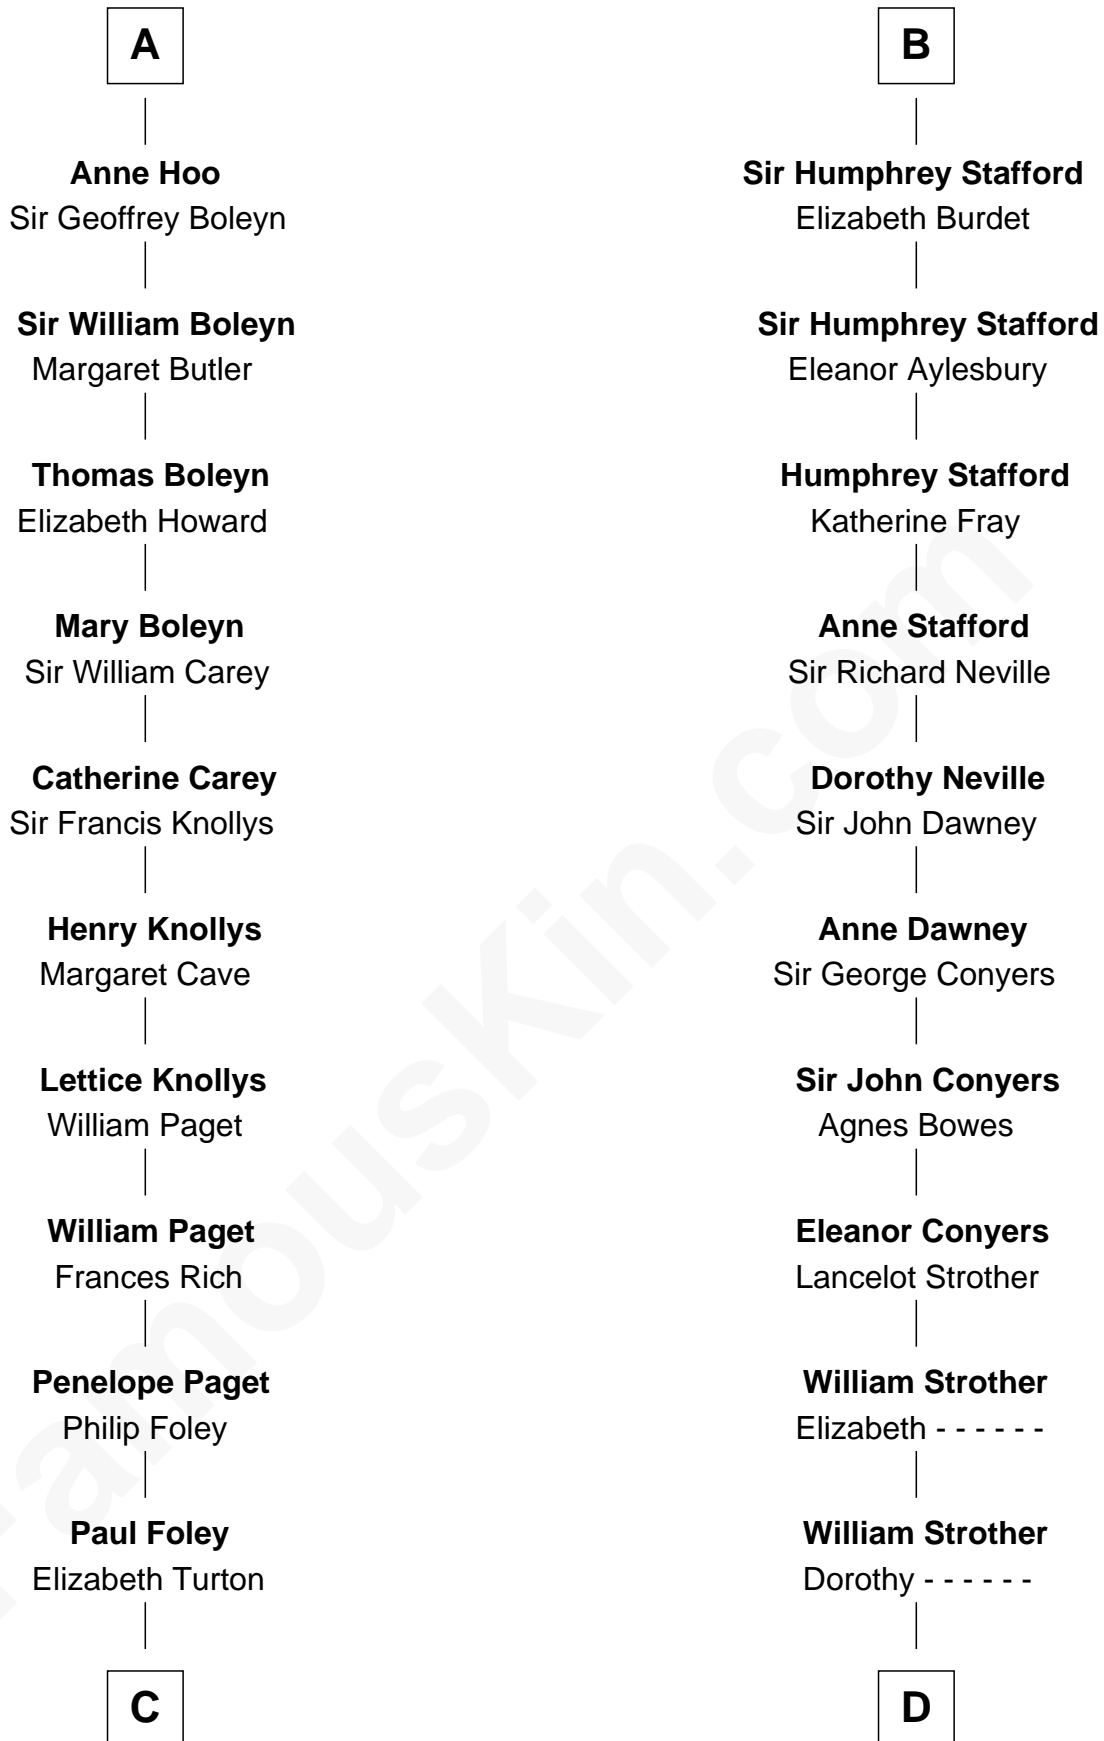 A
Anne Hoo
Sir Geoffrey Boleyn
Sir William Boleyn
Margaret Butler
Thomas Boleyn
Elizabeth Howard
Mary Boleyn
Sir William Carey
Catherine Carey
Sir Francis Knollys
Henry Knollys
Margaret Cave
Lettice Knollys
William Paget
William Paget
Frances Rich
Penelope Paget
Philip Foley
Paul Foley
Elizabeth Turton
C
B
Sir Humphrey Stafford
Elizabeth Burdet
Sir Humphrey Stafford
Eleanor Aylesbury
Humphrey Stafford
Katherine Fray
Anne Stafford
Sir Richard Neville
Dorothy Neville
Sir John Dawney
Anne Dawney
Sir George Conyers
Sir John Conyers
Agnes Bowes
Eleanor Conyers
Lancelot Strother
William Strother
Elizabeth - - - - - -
William Strother
Dorothy - - - - - -
D
FamousKin.com